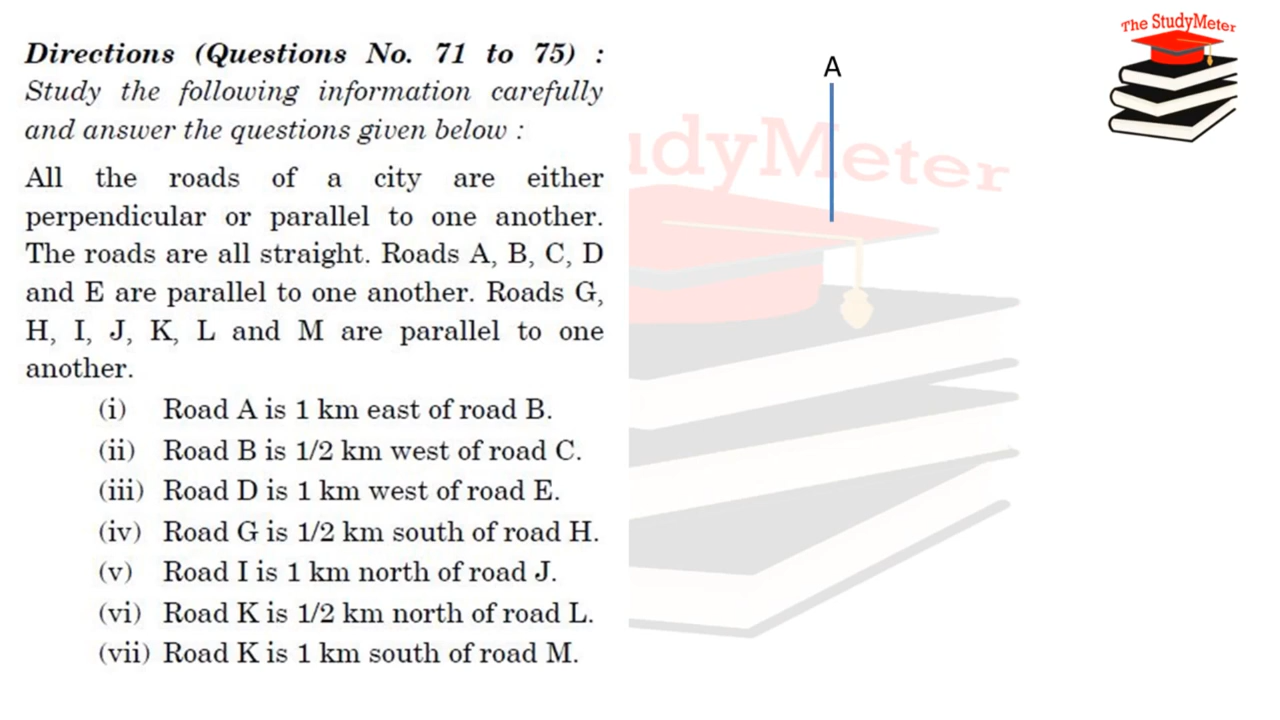 Directions (Questions No. 71 to 75) :
Study the following information carefully
and answer the questions given below :
All the roads of a city are either
perpendicular or parallel to one another.
The roads are all straight. Roads A, B, C, D
and E are parallel to one another. Roads G,
H, I, J, K, L and M are parallel to one
another.
(i) Road A is 1 km east of road B.
(ii) Road B is 1/2 km west of road C.
(iii) Road D is 1 km west of road E.
(iv) Road G is 1/2 km south of road H.
(v) Road I is 1 km north of road J.
(vi) Road K is 1/2 km north of road L.
(vii) Road K is 1 km south of road M.
A
udyMeter
The StudyMeter